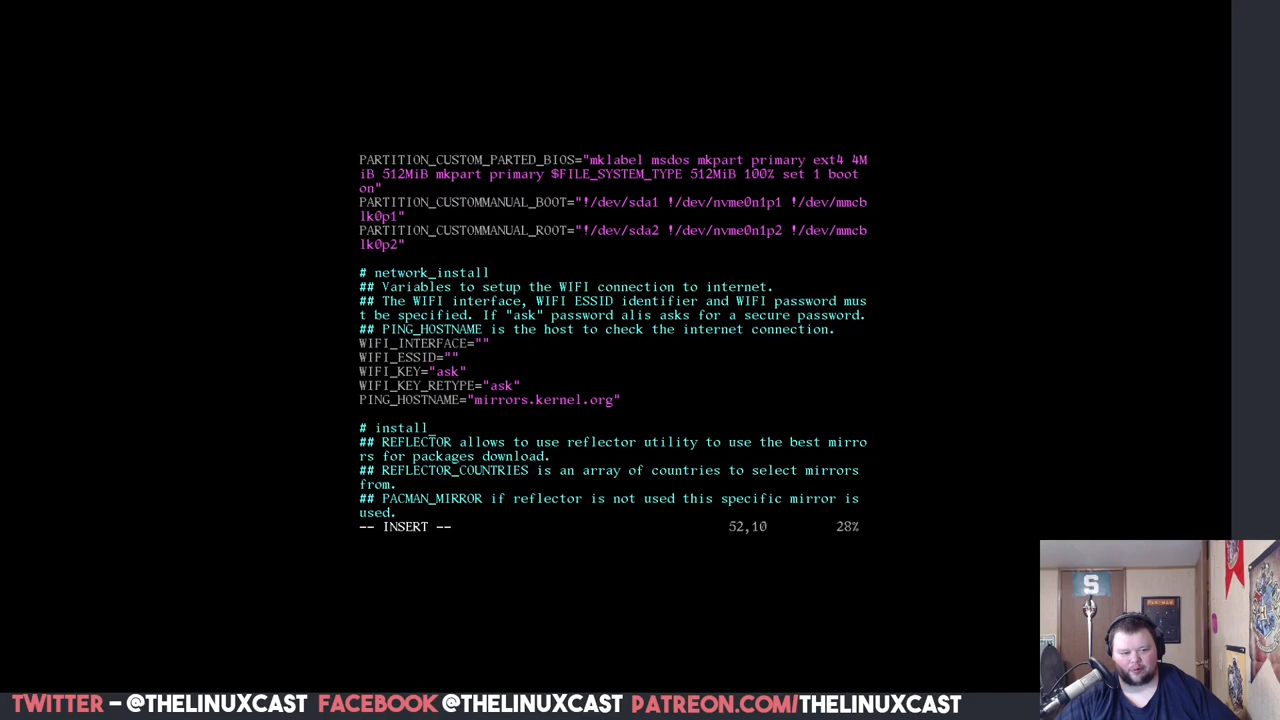 PARTITION_CUSTOM_PARTED_BIOS="mklabel msdos mkpart primary ext4 4M
iB 512MiB mkpart primary $FILE_SYSTEM_TYPE 512MiB 100% set 1 boot
on"
PARTITION_CUSTOMMANUAL_BOOT="!/dev/sda1 !/dev/nvme0n1p1 !/dev/mmcb
lk0p1"
PARTITION_CUSTOMMANUAL_ROOT="!/dev/sda2 !/dev/nvme0n1p2 !/dev/mmcb
lk0p2"
# network_install
## Variables to setup the WIFI connection to internet.
## The WIFI interface, WIFI ESSID identifier and WIFI password mus
t be specified. If "ask" password alis asks for a secure password.
## PING_HOSTNAME is the host to check the internet connection.
WIFI_INTERFACE=""
WIFI_ESSID=""
WIFI_KEY="ask"
WIFI_KEY_RETYPE="ask"
PING_HOSTNAME="mirrors.kernel.org"
# install_
## REFLECTOR allows to use reflector utility to use the best mirro
rs for packages download.
## REFLECTOR_COUNTRIES is an array of countries to select mirrors
from.
## PACMAN_MIRROR if reflector is not used this specific mirror is
used.
-- INSERT -- 52,10 28%
S
TWITTER – @THELINUXCAST FACEBOOK @THELINUXCAST PATREON.COM/THELINUXCAST